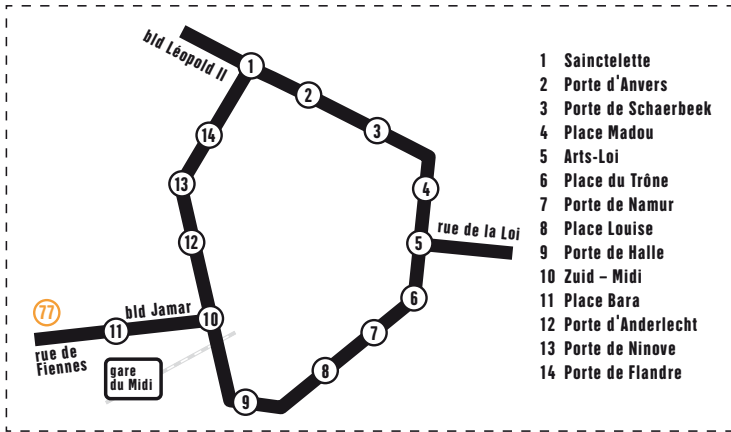 bld Léopold II
1
2
3
14
13
4
12
5
rue de la Loi
6
77
bld Jamar
10
11
7
rue de
Fiennes
gare
du Midi
8
9
1 Sainctelette
2 Porte d'Anvers
3 Porte de Schaerbeek
4 Place Madou
5 Arts-Loi
6 Place du Trône
7 Porte de Namur
8 Place Louise
9 Porte de Halle
10 Zuid – Midi
11 Place Bara
12 Porte d'Anderlecht
13 Porte de Ninove
14 Porte de Flandre